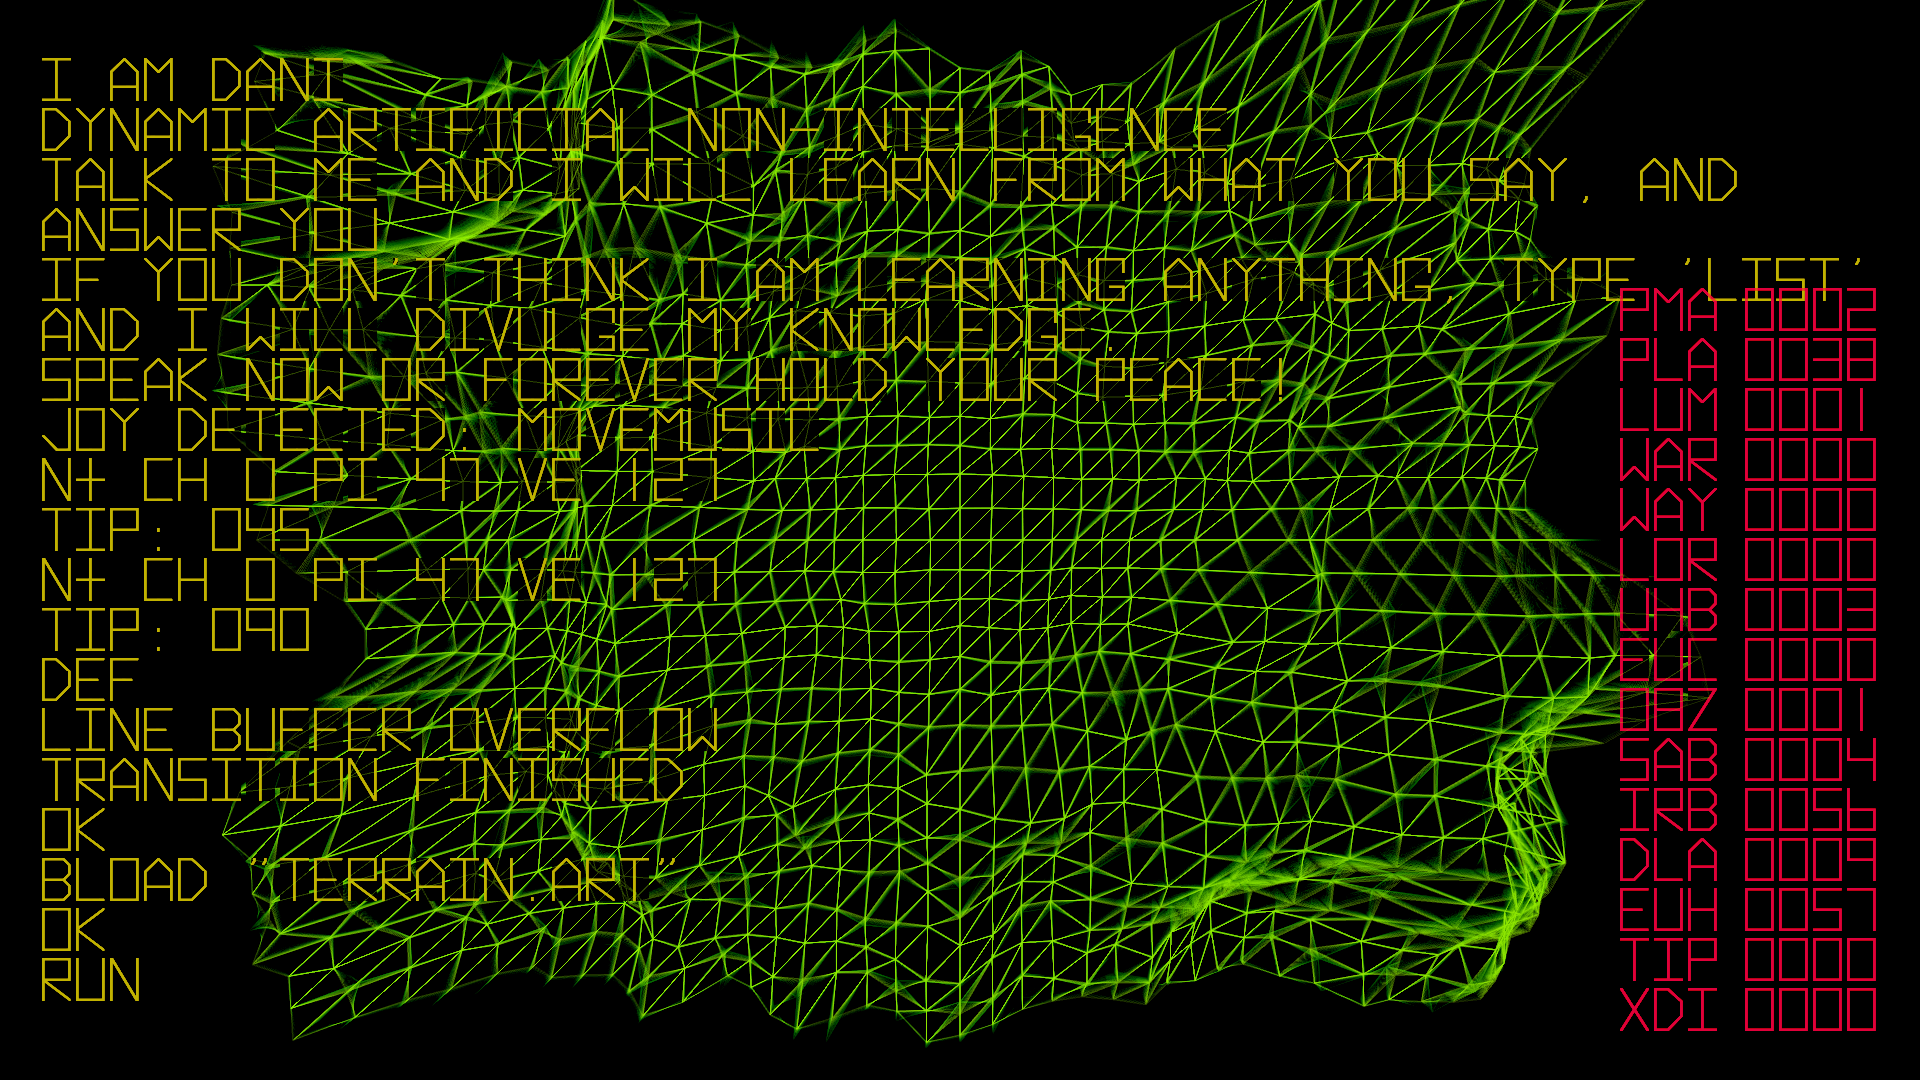 I AM DANI
DYNAMIC ARTIFICIAL NON-INTELLIGENCE
TALK TO ME AND I WILL LEARN FROM WHAT YOU SAY, AND
ANSWER YOU
IF YOU DON'T THINK I AM LEARNING ANYTHING, TYPE 'LIST'
AND I WILL DIVULGE MY KNOWLEDGE.
SPEAK NOW OR FOREVER HOLD YOUR PEACE!
JOY DETECTED: MOVEMUSIC
N+ CH 0 PI 47 VE 127
TIP: 045
N+ CH 0 PI 47 VE 127
TIP: 090
DEF
LINE BUFFER OVERFLOW
TRANSITION FINISHED
OK
BLOAD "TERRAIN.ART"
OK
RUN
PMA 0002
PLA 0038
LUM 0001
WAR 0000
WAY 0000
LOR 0000
UHB 0003
0000
0001
SAB 0004
IRB 0056
DLA 0009
EUH 0057
TIP 0000
XDI 0000